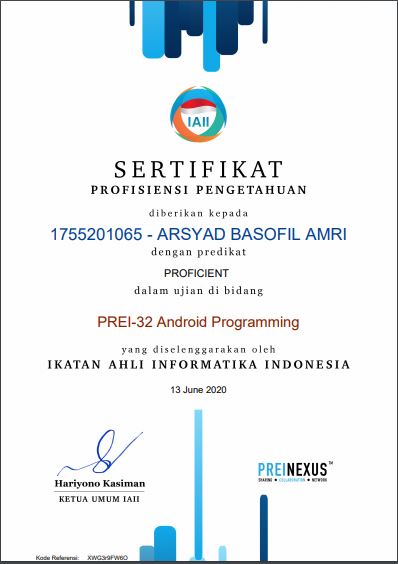 IAII
SERTIFIKAT
PROFISIENSI PENGETAHUAN
diberikan kepada
1755201065 - ARSYAD BASOFIL AMRI
dengan predikat
PROFICIENT
dalam ujian di bidang
PREI-32 Android Programming
yang diselenggarakan oleh
IKATAN AHLI INFORMATIKA INDONESIA
13 June 2020
Hariyono Kasiman
KETUA UMUM IAII
PREINEXUS™
SHARING • COLLABORATION • NETWORK
Kode Referensi: XWG3r9FW6O